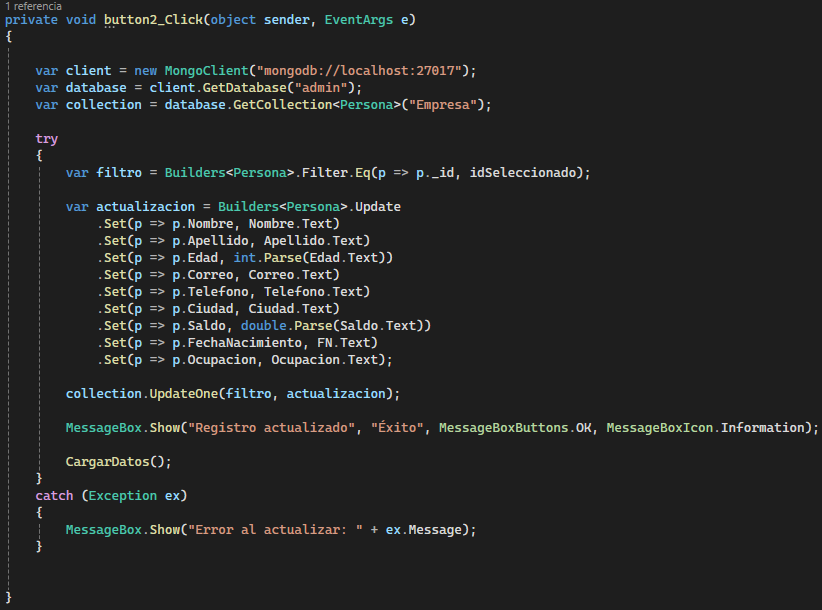 1 referencia
private void button2_Click(object sender, EventArgs e)
{
var client = new MongoClient("mongodb://localhost:27017");
var database = client.GetDatabase("admin");
var collection = database.GetCollection<Persona>("Empresa");
try
{
var filtro = Builders<Persona>.Filter.Eq(p => p._id, idSeleccionado);
var actualizacion = Builders<Persona>.Update
.Set(p => p.Nombre, Nombre.Text)
.Set(p => p.Apellido, Apellido.Text)
.Set(p => p.Edad, int.Parse(Edad.Text))
.Set(p => p.Correo, Correo.Text)
.Set(p => p.Telefono, Telefono.Text)
.Set(p => p.Ciudad, Ciudad.Text)
.Set(p => p.Saldo, double.Parse(Saldo.Text))
.Set(p => p.FechaNacimiento, FN.Text)
.Set(p => p.Ocupacion, Ocupacion.Text);
collection.UpdateOne(filtro, actualizacion);
MessageBox.Show("Registro actualizado", "Éxito", MessageBoxButtons.OK, MessageBoxIcon.Information);
CargarDatos();
}
catch (Exception ex)
{
MessageBox.Show("Error al actualizar: " + ex.Message);
}
}